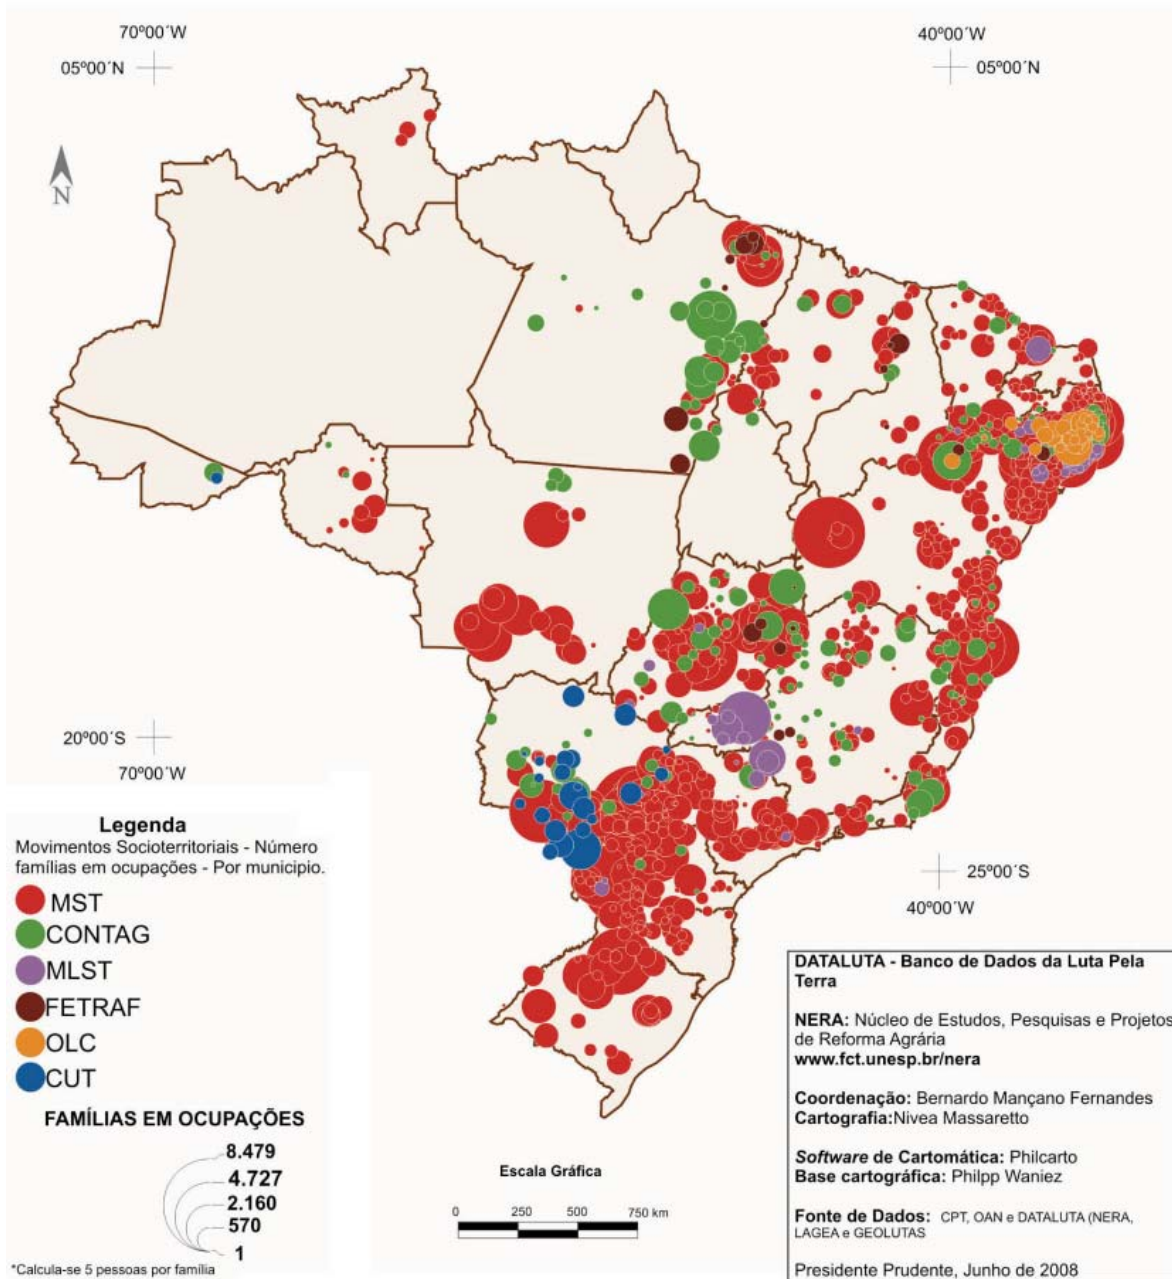 70º00´W
40º00´W
05º00´N
05º00´N
N
20º00´S
70º00´W
25º00´S
40º00´W
Legenda
Movimentos Socioterritoriais - Número
famílias em ocupações - Por municipio.
MST
CONTAG
MLST
FETRAF
OLC
CUT
FAMÍLIAS EM OCUPAÇÕES
8.479
4.727
2.160
570
1
*Calcula-se 5 pessoas por família
Escala Gráfica
0 250 500 750 km
DATALUTA - Banco de Dados da Luta Pela
Terra
NERA: Núcleo de Estudos, Pesquisas e Projetos
de Reforma Agrária
www.fct.unesp.br/nera
Coordenação: Bernardo Mançano Fernandes
Cartografia:Nivea Massaretto
Software de Cartomática: Philcarto
Base cartográfica: Philpp Waniez
Fonte de Dados: CPT, OAN e DATALUTA (NERA,
LAGEA e GEOLUTAS
Presidente Prudente, Junho de 2008